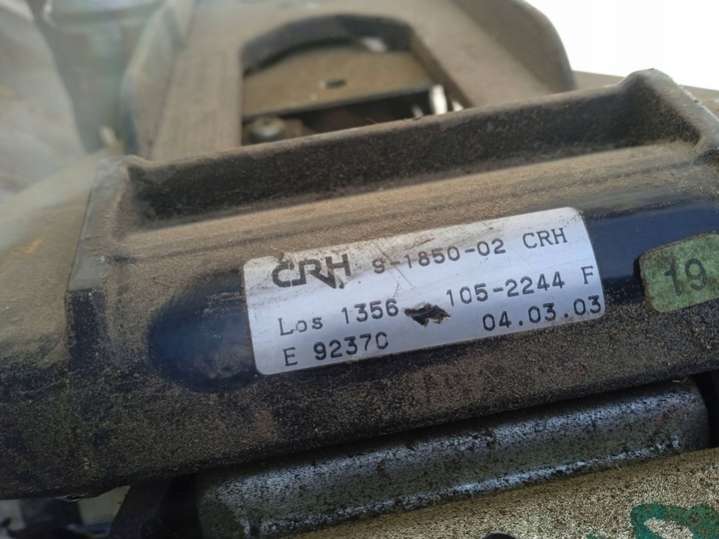 CRH 9-1850-02 CRH
Los 1356 105-2244 F
E 9237C 04.03.03
19